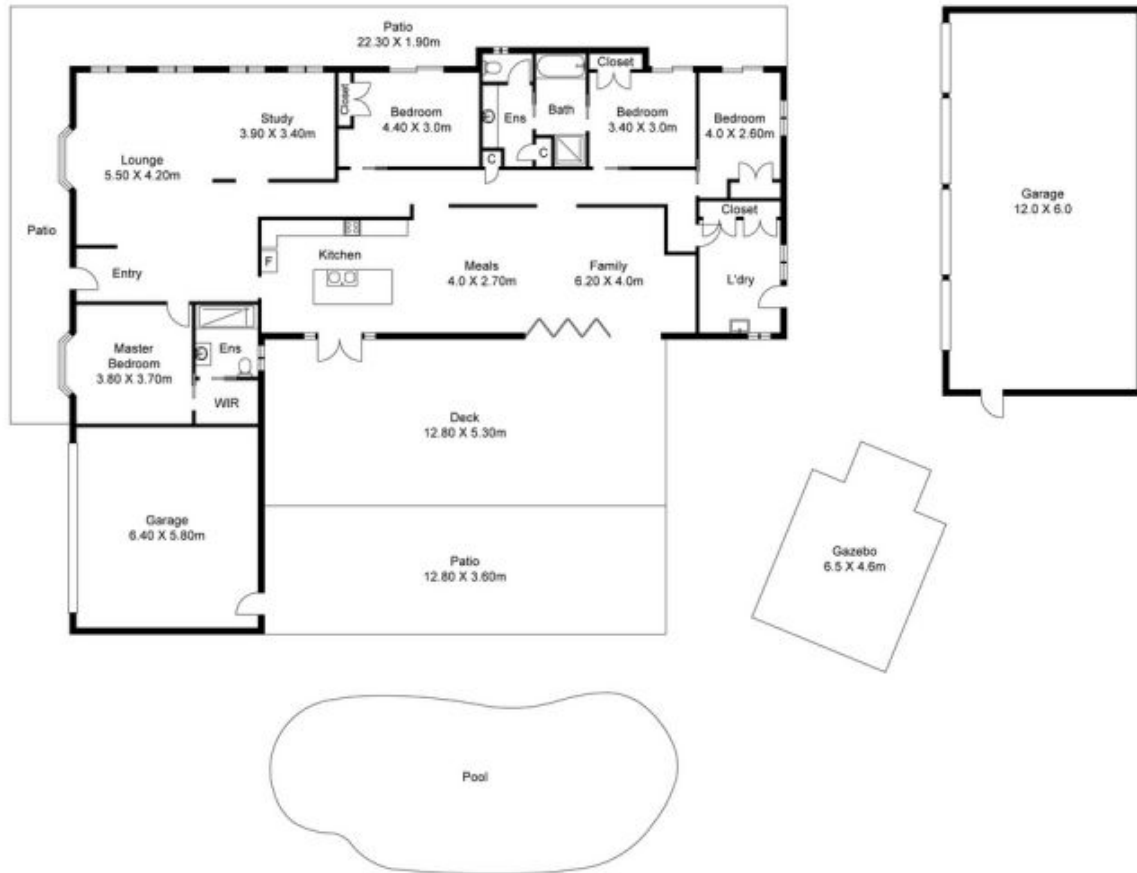 Patio
22.30 X 1.90m
Closet
Closet
Bedroom
4.40 X 3.0m
Ens
Bath
Bedroom
3.40 X 3.0m
Bedroom
4.0 X 2.60m
Study
3.90 X 3.40m
Lounge
5.50 X 4.20m
C
C
Garage
12.0 X 6.0
Patio
Closet
Kitchen
F
Entry
Meals
4.0 X 2.70m
Family
6.20 X 4.0m
L'dry
Master
Bedroom
3.80 X 3.70m
Ens
WIR
Deck
12.80 X 5.30m
Garage
6.40 X 5.80m
Patio
12.80 X 3.60m
Gazebo
6.5 X 4.6m
Pool